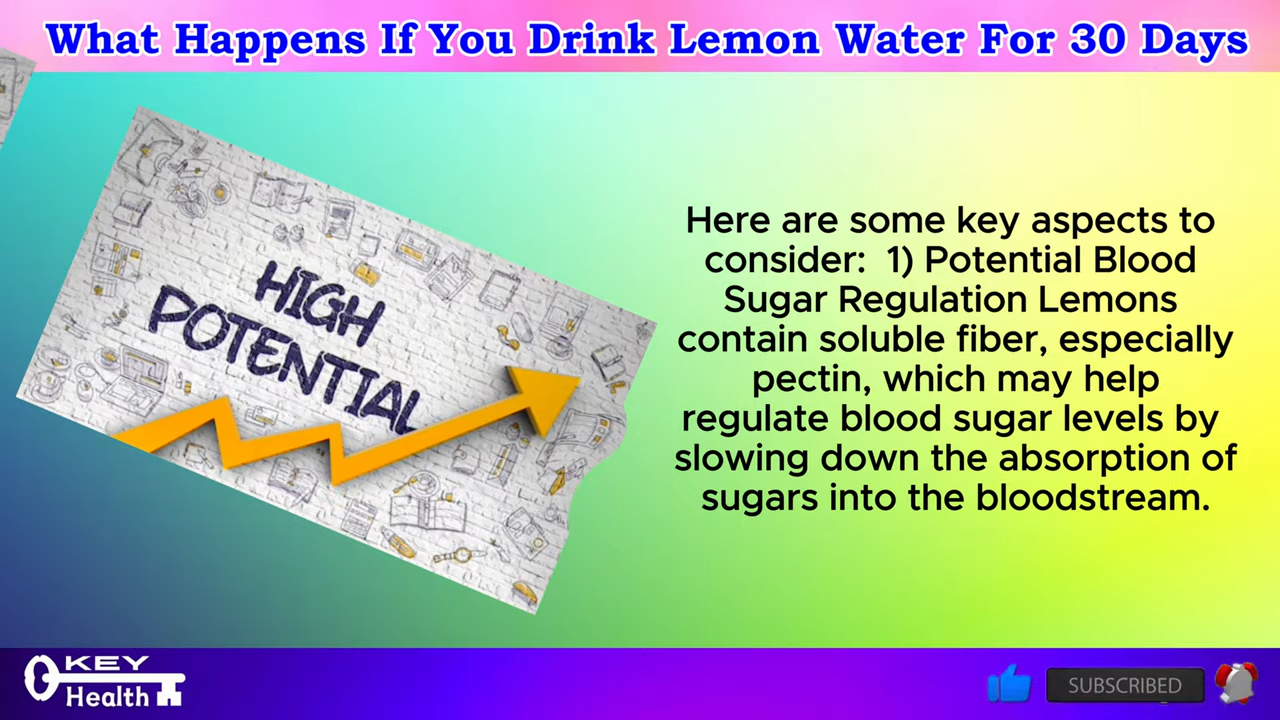 What Happens If You Drink Lemon Water For 30 Days
HIGH
POTENTIAL
Here are some key aspects to
consider:  1) Potential Blood
Sugar Regulation Lemons
contain soluble fiber, especially
pectin, which may help
regulate blood sugar levels by
slowing down the absorption of
sugars into the bloodstream.
KEY
Health
SUBSCRIBED